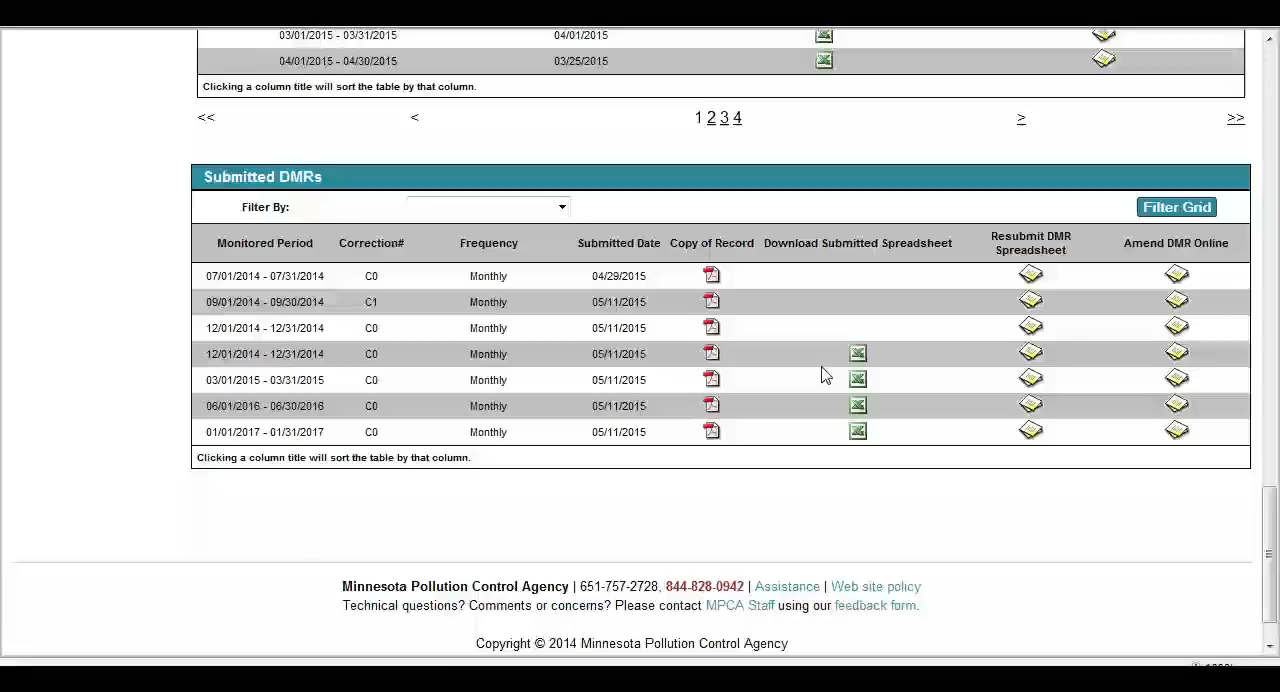 03/01/2015 - 03/31/2015 04/01/2015
04/01/2015 - 04/30/2015 03/25/2015
Clicking a column title will sort the table by that column.
<< < 1 2 3 4 > >>
Submitted DMRs
Filter By: Filter Grid
Monitored Period Correction# Frequency Submitted Date Copy of Record Download Submitted Spreadsheet Resubmit DMR Spreadsheet Amend DMR Online
07/01/2014 - 07/31/2014 C0 Monthly 04/29/2015
09/01/2014 - 09/30/2014 C1 Monthly 05/11/2015
12/01/2014 - 12/31/2014 C0 Monthly 05/11/2015
12/01/2014 - 12/31/2014 C0 Monthly 05/11/2015
03/01/2015 - 03/31/2015 C0 Monthly 05/11/2015
06/01/2016 - 06/30/2016 C0 Monthly 05/11/2015
01/01/2017 - 01/31/2017 C0 Monthly 05/11/2015
Clicking a column title will sort the table by that column.
Minnesota Pollution Control Agency | 651-757-2728, 844-828-0942 | Assistance | Web site policy
Technical questions? Comments or concerns? Please contact MPCA Staff using our feedback form.
Copyright © 2014 Minnesota Pollution Control Agency